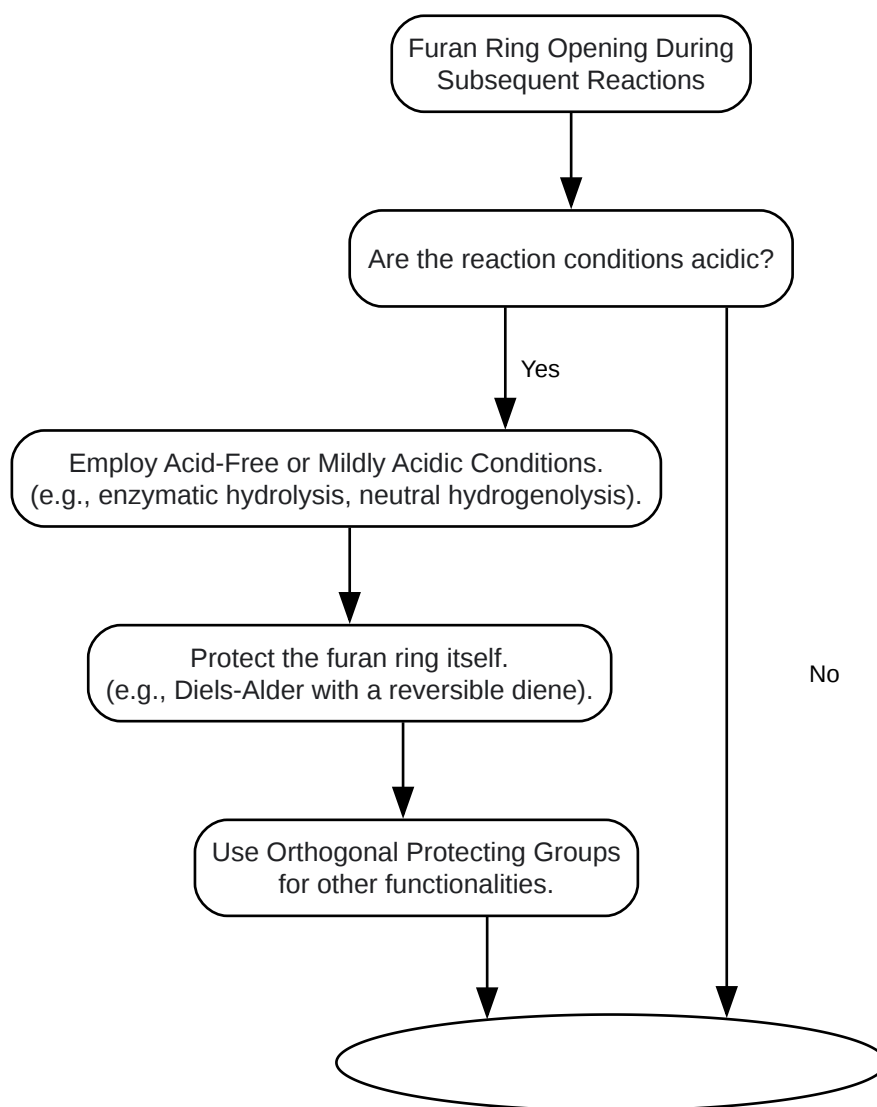 Furan Ring Opening During
Subsequent Reactions
Are the reaction conditions acidic?
Yes
Employ Acid-Free or Mildly Acidic Conditions.
(e.g., enzymatic hydrolysis, neutral hydrogenolysis).
Protect the furan ring itself.
(e.g., Diels-Alder with a reversible diene).
No
Use Orthogonal Protecting Groups
for other functionalities.